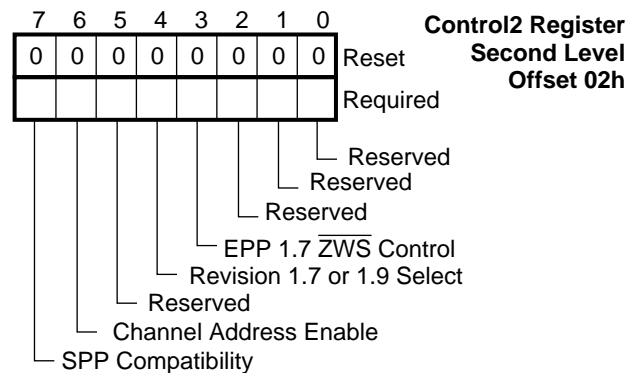 7 6 5 4 3 2 1 0
Control2 Register
Second Level
Offset 02h
0 0 0 0 0 0 0 0 Reset
Required
Reserved
Reserved
Reserved
EPP 1.7 ZWS Control
Revision 1.7 or 1.9 Select
Reserved
Channel Address Enable
SPP Compatibility